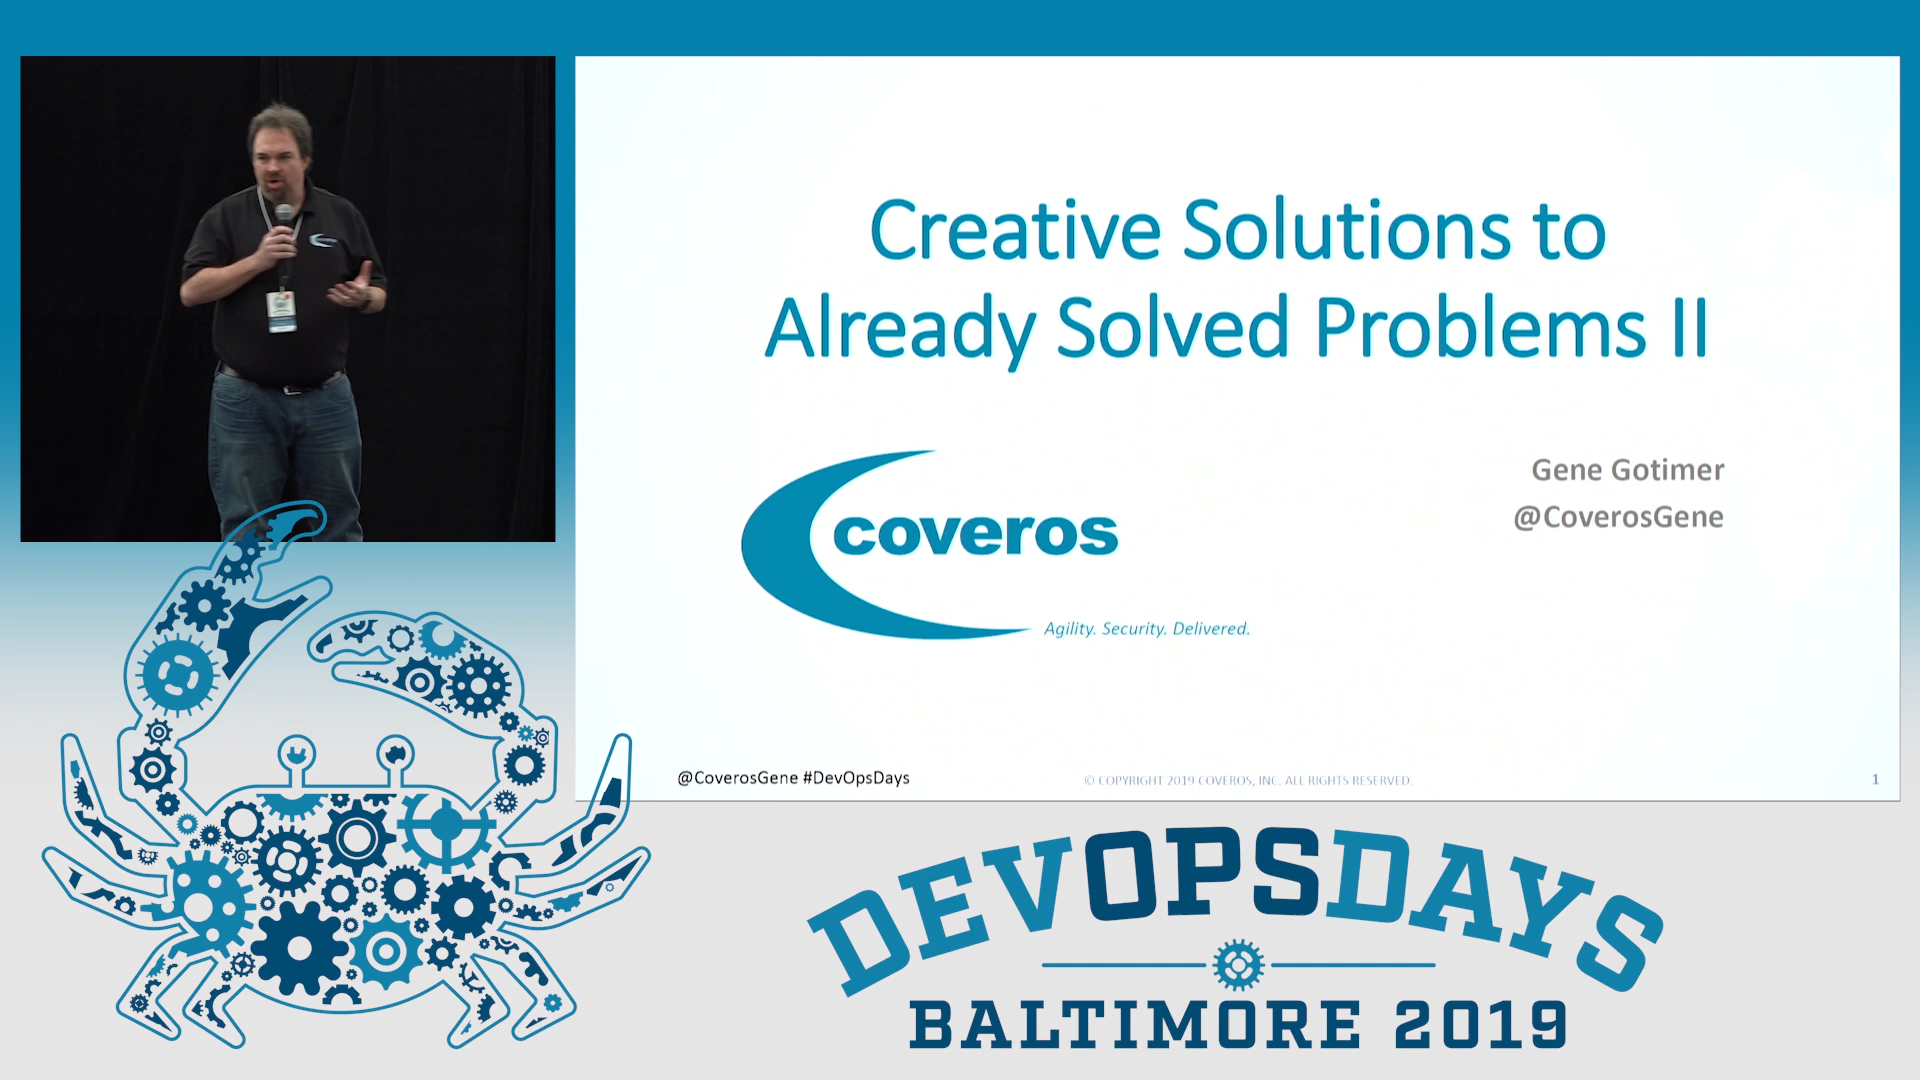 Creative Solutions to
Already Solved Problems II
Gene Gotimer
@CoverosGene
coveros
Agility. Security. Delivered.
@CoverosGene #DevOpsDays
© COPYRIGHT 2019 COVEROS, INC. ALL RIGHTS RESERVED.
1
DEVOPSDAYS
BALTIMORE 2019